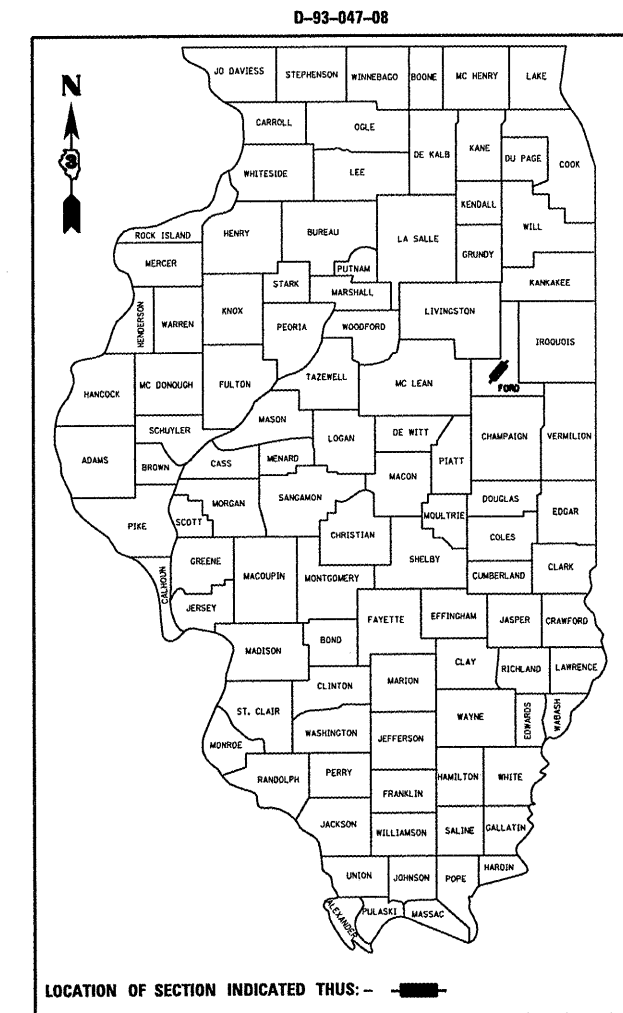 D-93-047-08
JO DAVIESS STEPHENSON WINNEBAGO BOONE MC HENRY LAKE
N
CARROLL OGLE
3
DE KALB KANE DU PAGE COOK
WHITESIDE LEE
KENDALL
ROCK ISLAND HENRY BUREAU LA SALLE WILL
GRUNDY
MERCER PUTNAM
STARK MARSHALL KANKAKEE
HENDERSON WARREN KNOX PEORIA WOODFORD LIVINGSTON IROQUOIS
HANCOCK MC DONOUGH FULTON TAZEWELL MC LEAN FORD
MASON
SCHUYLER LOGAN DE WITT CHAMPAIGN VERMILION
ADAMS BROWN CASS MENARD PIATT
MACON
MORGAN SANGAMON DOUGLAS
PIKE SCOTT CHRISTIAN MOULTRIE EDGAR
COLES
GREENE SHELBY
CALHOUN MACOUPIN MONTGOMERY CUMBERLAND CLARK
JERSEY
FAYETTE EFFINGHAM JASPER CRAWFORD
MADISON BOND
CLAY RICHLAND LAWRENCE
CLINTON MARION
ST. CLAIR WAYNE EDWARDS WABASH
MONROE WASHINGTON JEFFERSON
RANDOLPH PERRY HAMILTON WHITE
FRANKLIN
JACKSON WILLIAMSON SALINE GALLATIN
UNION JOHNSON POPE HARDIN
ALEXANDER PULASKI MASSAC
LOCATION OF SECTION INDICATED THUS: -